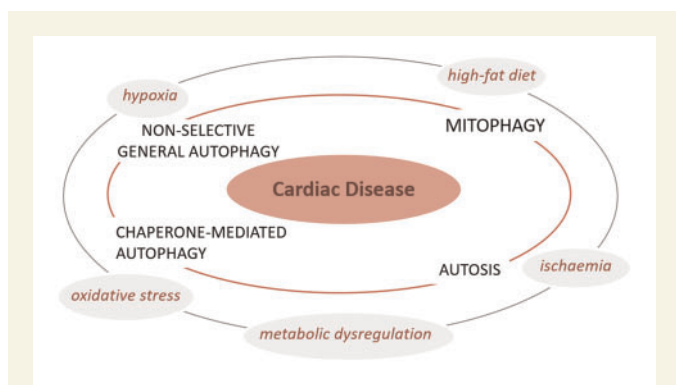 high-fat diet
hypoxia
NON-SELECTIVE
GENERAL AUTOPHAGY
MITOPHAGY
Cardiac Disease
CHAPERONE-MEDIATED
AUTOPHAGY
AUTOSIS
ischaemia
oxidative stress
metabolic dysregulation